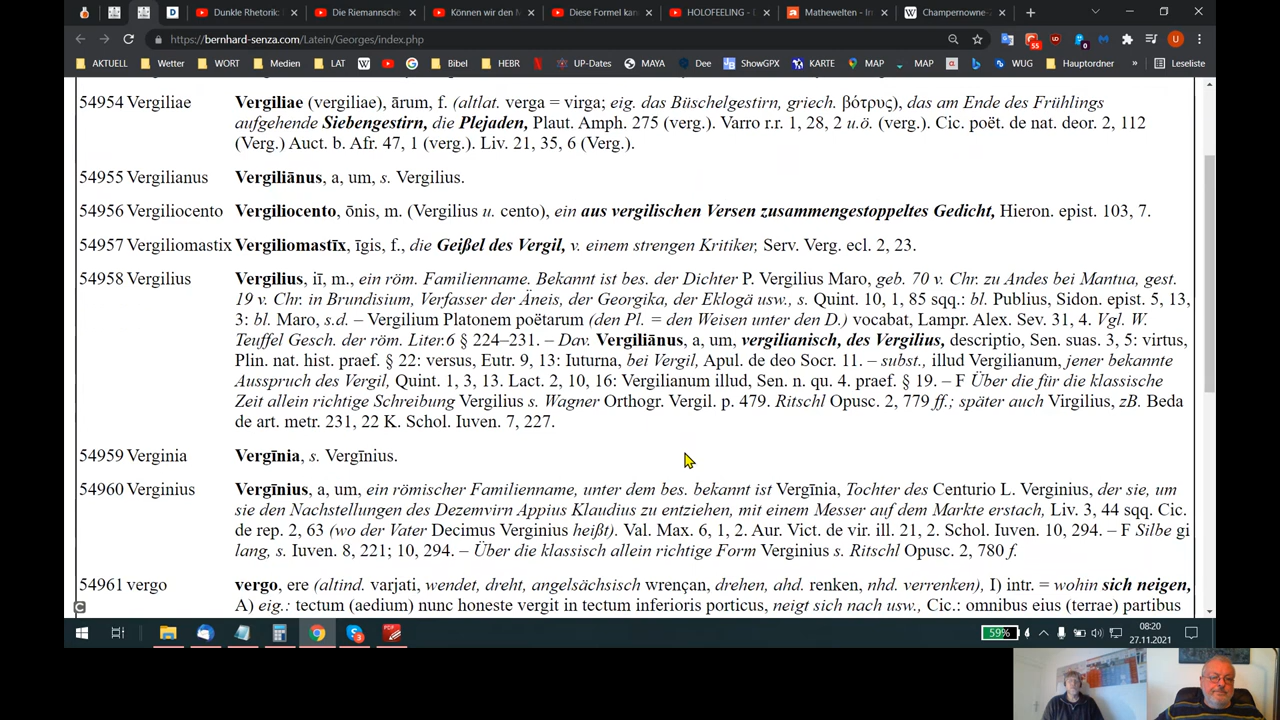 Dunkle Rhetorik:
Die Riemannsche
Können wir den M
Diese Formel kan
HOLOFEELING - L
Mathewelten - Ir
Champernowne-Z
https://bernhard-senza.com/Latein/Georges/index.php
AKTUELL Wetter WORT Medien LAT Bibel HEBR UP-Dates MAYA Dee ShowGPX KARTE MAP MAP WUG Hauptordner » Leseliste
54954 Vergiliae Vergiliae (vergiliae), ārum, f. (altlat. verga = virga; eig. das Büschelgestirn, griech. βότρυς), das am Ende des Frühlings
aufgehende Siebengestirn, die Plejaden, Plaut. Amph. 275 (verg.). Varro r.r. 1, 28, 2 u.ö. (verg.). Cic. poët. de nat. deor. 2, 112
(Verg.) Auct. b. Afr. 47, 1 (verg.). Liv. 21, 35, 6 (Verg.).
54955 Vergilianus Vergiliānus, a, um, s. Vergilius.
54956 Vergiliocento Vergiliocento, ōnis, m. (Vergilius u. cento), ein aus vergilischen Versen zusammengestoppeltes Gedicht, Hieron. epist. 103, 7.
54957 Vergiliomastix Vergiliomastīx, īgis, f., die Geißel des Vergil, v. einem strengen Kritiker, Serv. Verg. ecl. 2, 23.
54958 Vergilius Vergilius, iī, m., ein röm. Familienname. Bekannt ist bes. der Dichter P. Vergilius Maro, geb. 70 v. Chr. zu Andes bei Mantua, gest.
19 v. Chr. in Brundisium, Verfasser der Äneis, der Georgika, der Eklogä usw., s. Quint. 10, 1, 85 sqq.: bl. Publius, Sidon. epist. 5, 13,
3: bl. Maro, s.d. – Vergilium Platonem poëtarum (den Pl. = den Weisen unter den D.) vocabat, Lampr. Alex. Sev. 31, 4. Vgl. W.
Teuffel Gesch. der röm. Liter.6 § 224–231. – Dav. Vergiliānus, a, um, vergilianisch, des Vergilius, descriptio, Sen. suas. 3, 5: virtus,
Plin. nat. hist. praef. § 22: versus, Eutr. 9, 13: Iuturna, bei Vergil, Apul. de deo Socr. 11. – subst., illud Vergilianum, jener bekannte
Ausspruch des Vergil, Quint. 1, 3, 13. Lact. 2, 10, 16: Vergilianum illud, Sen. n. qu. 4. praef. § 19. – F Über die für die klassische
Zeit allein richtige Schreibung Vergilius s. Wagner Orthogr. Vergil. p. 479. Ritschl Opusc. 2, 779 ff.; später auch Virgilius, zB. Beda
de art. metr. 231, 22 K. Schol. Iuven. 7, 227.
54959 Verginia Vergīnia, s. Vergīnius.
54960 Verginius Vergīnius, a, um, ein römischer Familienname, unter dem bes. bekannt ist Vergīnia, Tochter des Centurio L. Verginius, der sie, um
sie den Nachstellungen des Dezemvirn Appius Klaudius zu entziehen, mit einem Messer auf dem Markte erstach, Liv. 3, 44 sqq. Cic.
de rep. 2, 63 (wo der Vater Decimus Verginius heißt). Val. Max. 6, 1, 2. Aur. Vict. de vir. ill. 21, 2. Schol. Iuven. 10, 294. – F Silbe gi
lang, s. Iuven. 8, 221; 10, 294. – Über die klassisch allein richtige Form Verginius s. Ritschl Opusc. 2, 780 f.
54961 vergo vergo, ere (altind. varjati, wendet, dreht, angelsächsisch wrençan, drehen, ahd. renken, nhd. verrenken), I) intr. = wohin sich neigen,
A) eig.: tectum (aedium) nunc honeste vergit in tectum inferioris porticus, neigt sich nach usw., Cic.: omnibus eius (terrae) partibus
59%
08:20
27.11.2021